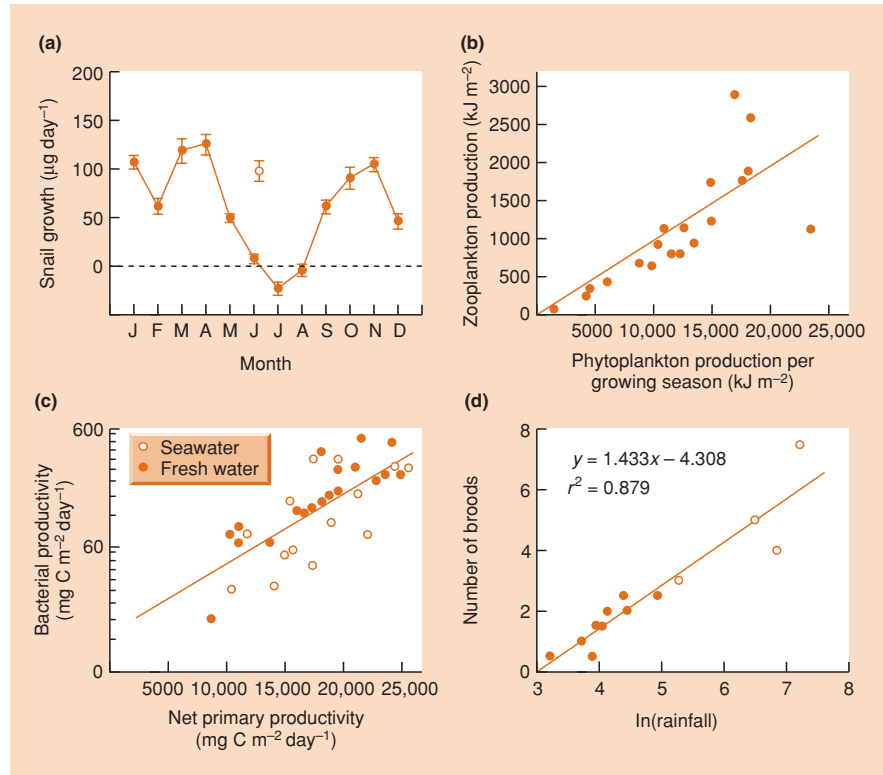 (a)
200
150
100
50
0
Snail growth (μg day⁻¹)
J F M A M J J A S O N D
Month
(b)
3000
2500
2000
1500
1000
500
0
Zooplankton production (kJ m⁻²)
5000 10,000 15,000 20,000 25,000
Phytoplankton production per
growing season (kJ m⁻²)
(c)
600
60
0
Bacterial productivity
(mg C m⁻² day⁻¹)
Seawater
Fresh water
5000 10,000 15,000 20,000 25,000
Net primary productivity
(mg C m⁻² day⁻¹)
(d)
8
6
4
2
0
Number of broods
y = 1.433x – 4.308
r² = 0.879
3 4 5 6 7 8
ln(rainfall)